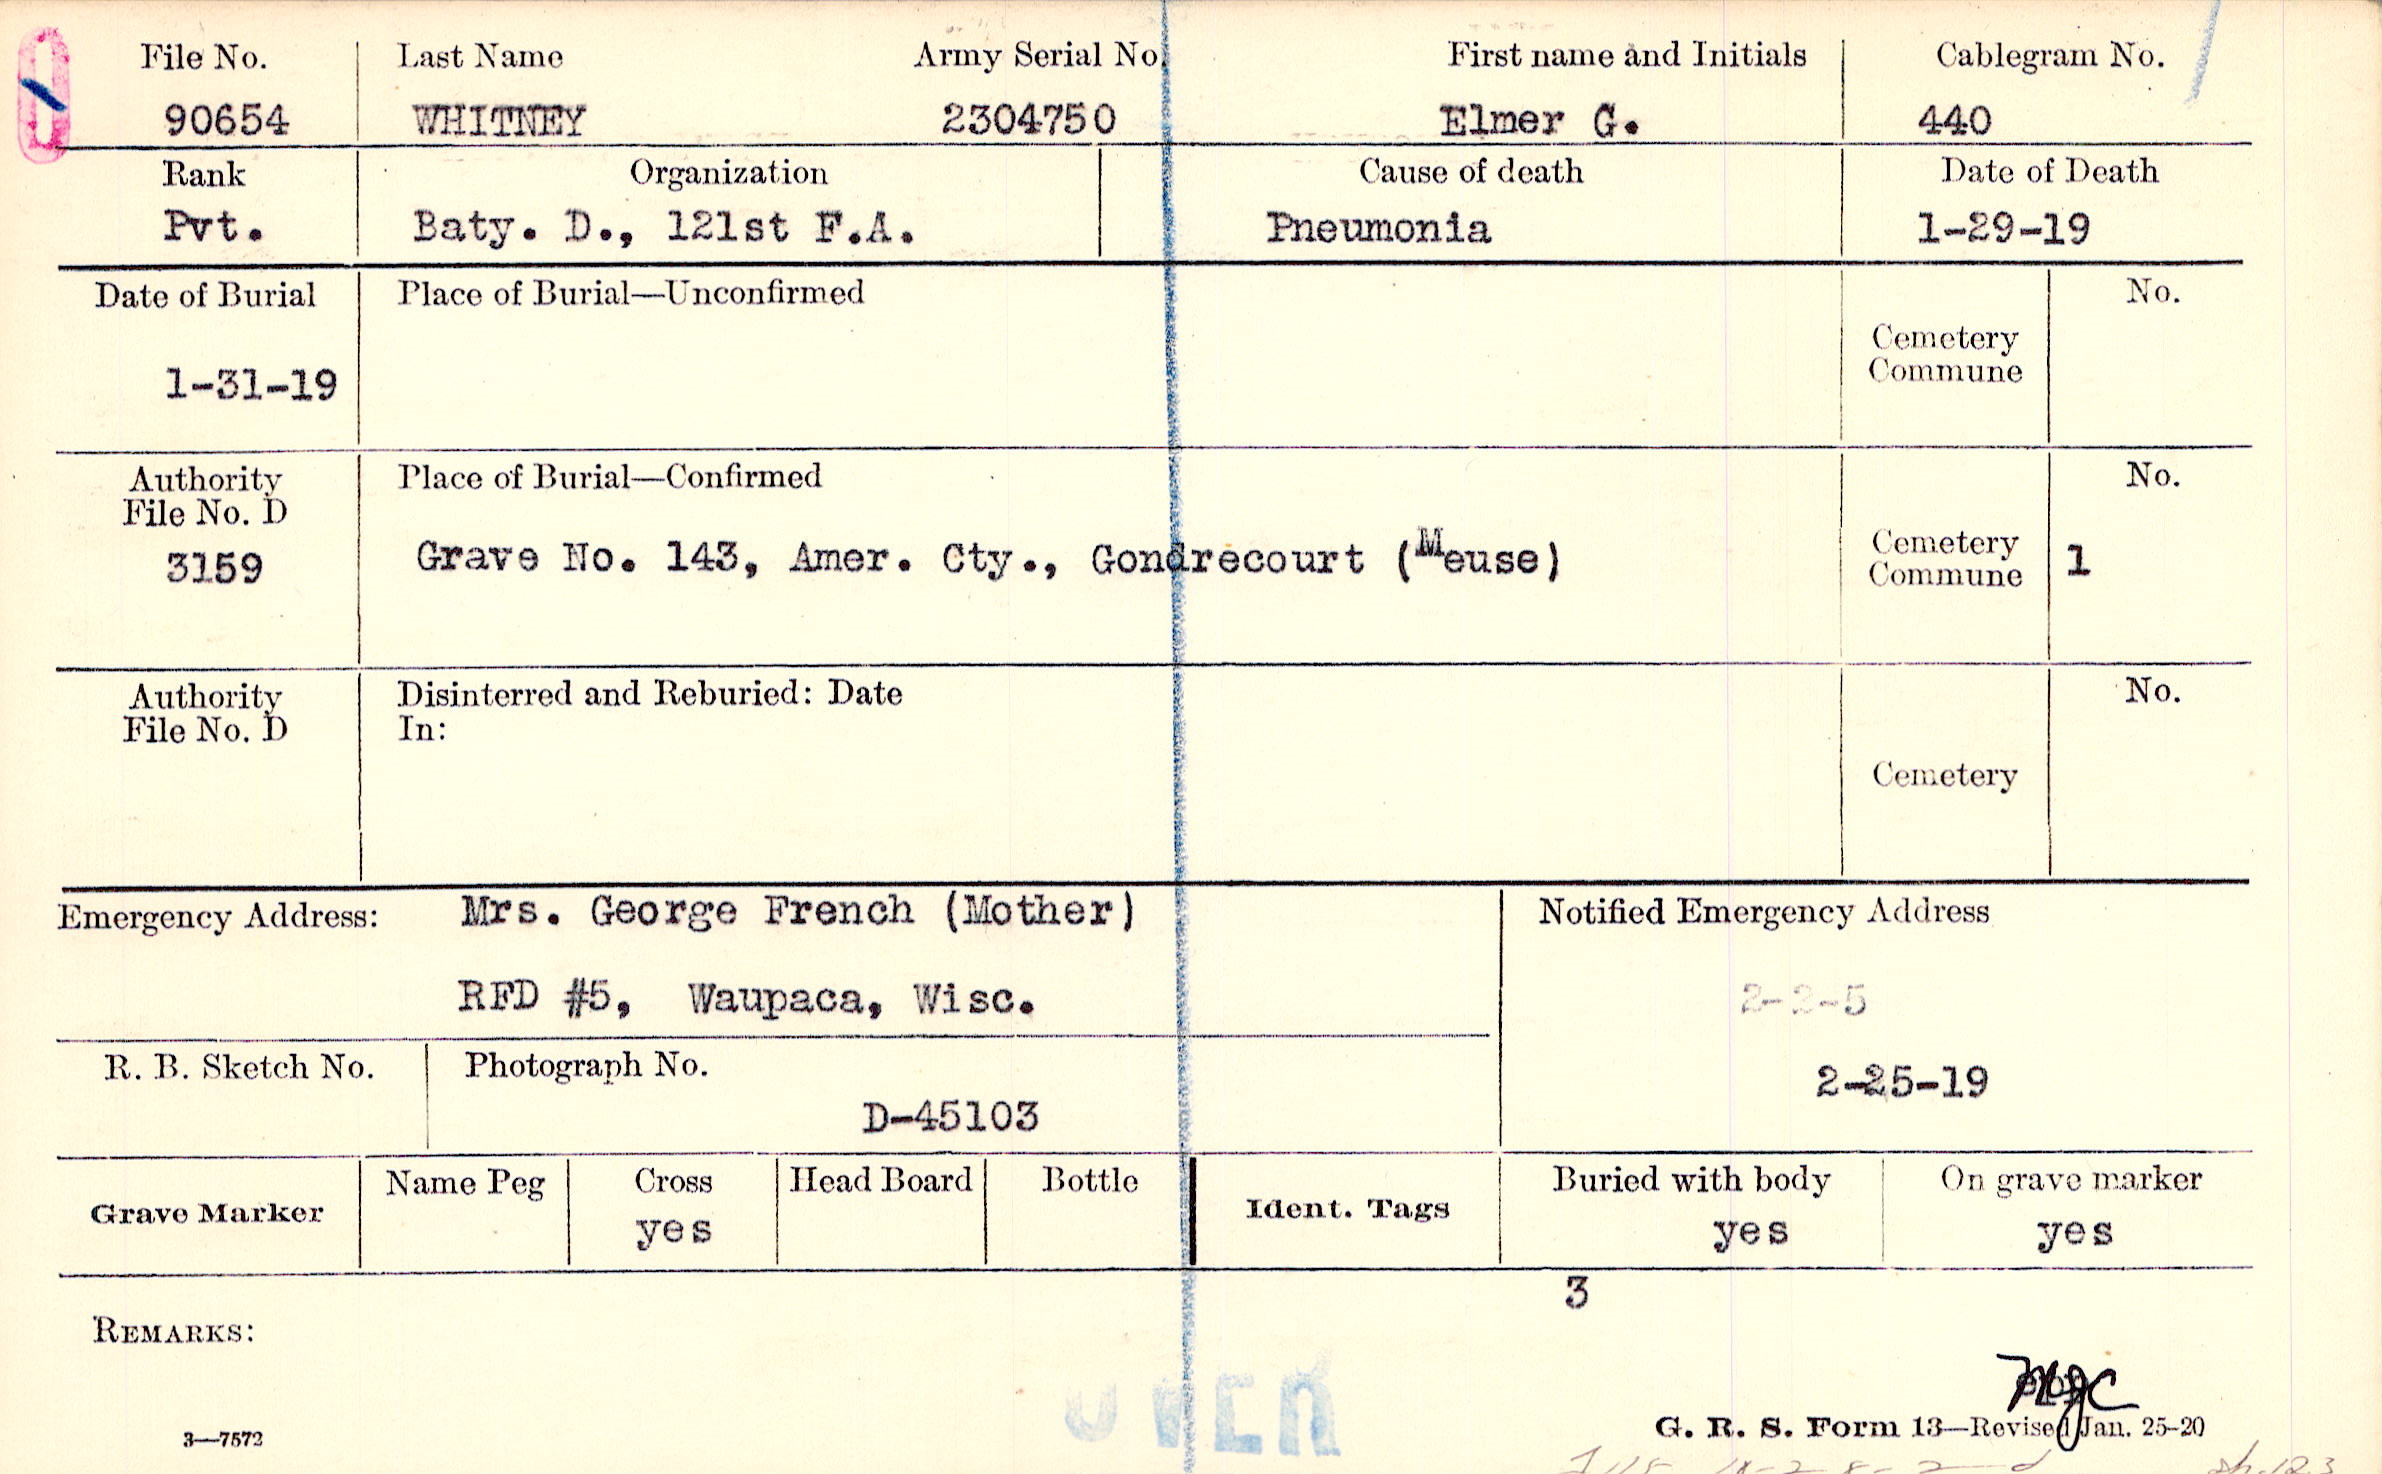 File No. Last Name Army Serial No. First name and Initials Cablegram No.
90654 WHITNEY 2304750 Elmer G. 440
Rank Organization Cause of death Date of Death
Pvt. Baty. D., 121st F.A. Pneumonia 1-29-19
Date of Burial Place of Burial—Unconfirmed No.
Cemetery
Commune
1-31-19
Authority Place of Burial—Confirmed No.
File No. D
3159 Grave No. 143, Amer. Cty., Gondrecourt (Meuse) Cemetery
Commune 1
Authority Disinterred and Reburied: Date No.
File No. D In:
Cemetery
Emergency Address: Mrs. George French (Mother) Notified Emergency Address
RFD #5, Waupaca, Wisc. 2-2-5
R. B. Sketch No. Photograph No. 2-25-19
D-45103
Grave Marker Name Peg Cross Head Board Bottle Ident. Tags Buried with body On grave marker
yes yes yes
3
REMARKS:
OVER
3—7572 G. R. S. Form 13—Revised Jan. 25-20